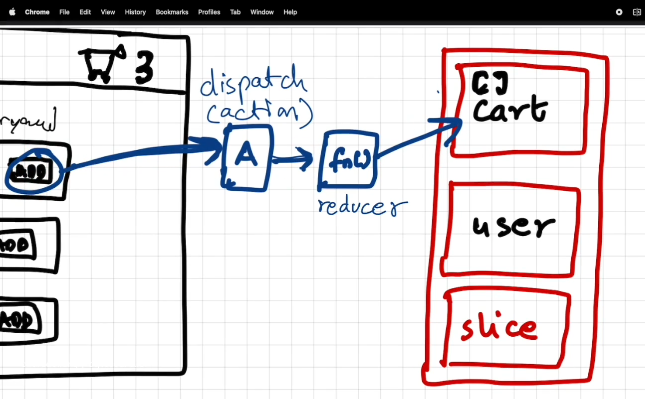 Chrome File Edit View History Bookmarks Profiles Tab Window Help
3
dispatch
(action)
ADD
A
fn()
reducer
[]
Cart
user
slice
ADD
ADD